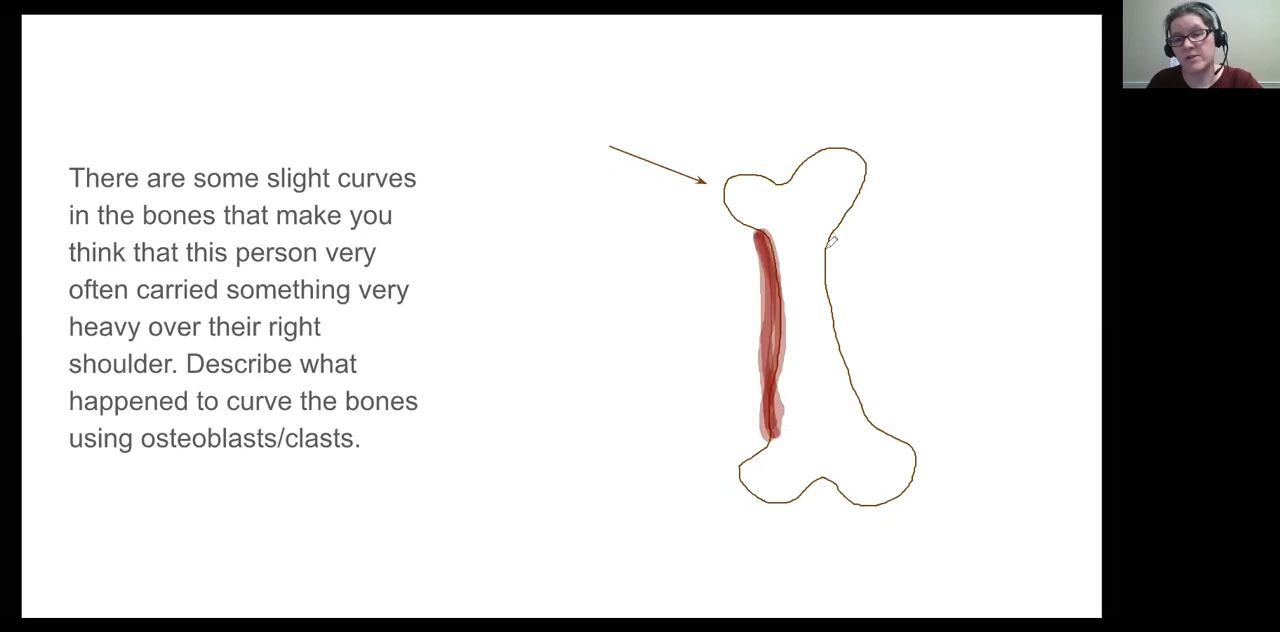 There are some slight curves
in the bones that make you
think that this person very
often carried something very
heavy over their right
shoulder. Describe what
happened to curve the bones
using osteoblasts/clasts.